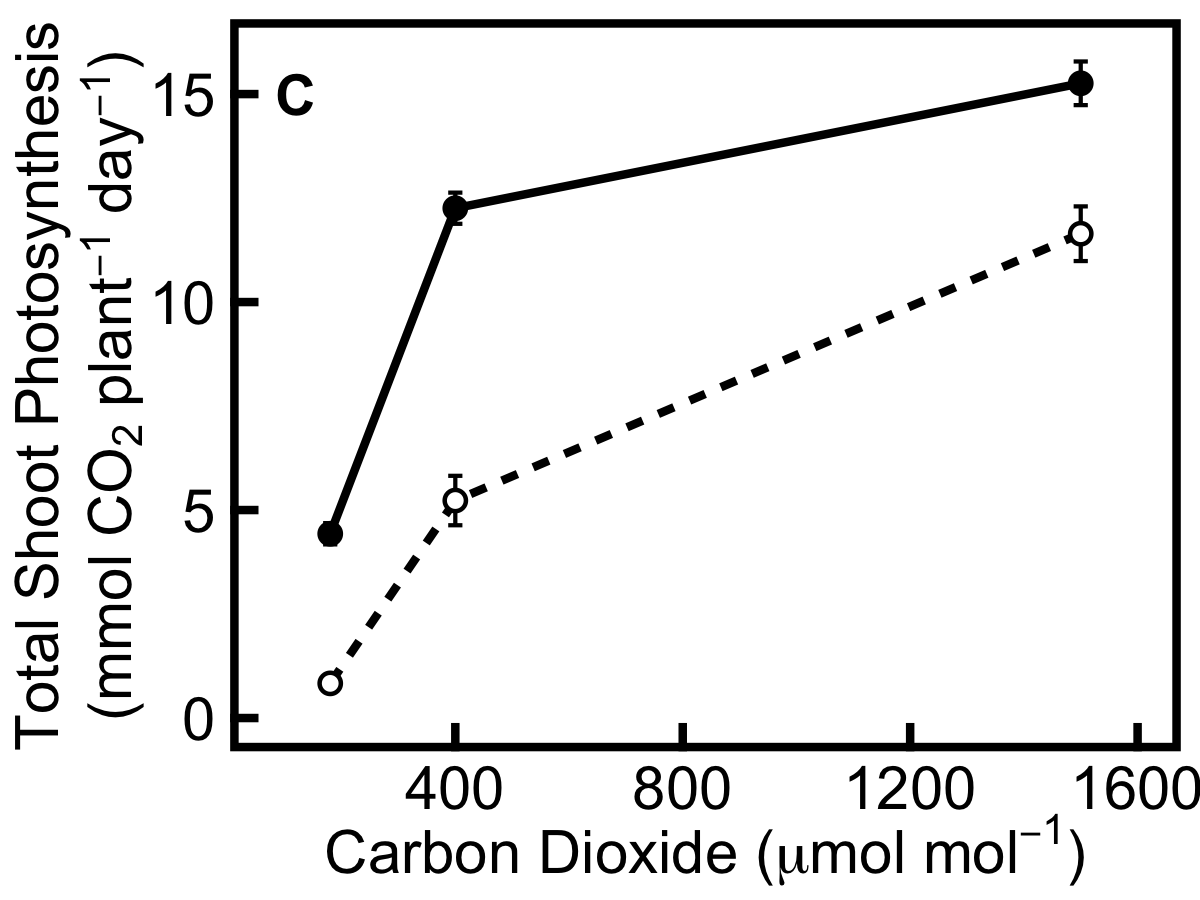 Total Shoot Photosynthesis
(mmol CO₂ plant⁻¹ day⁻¹)
C
15
10
5
0
400 800 1200 1600
Carbon Dioxide (μmol mol⁻¹)